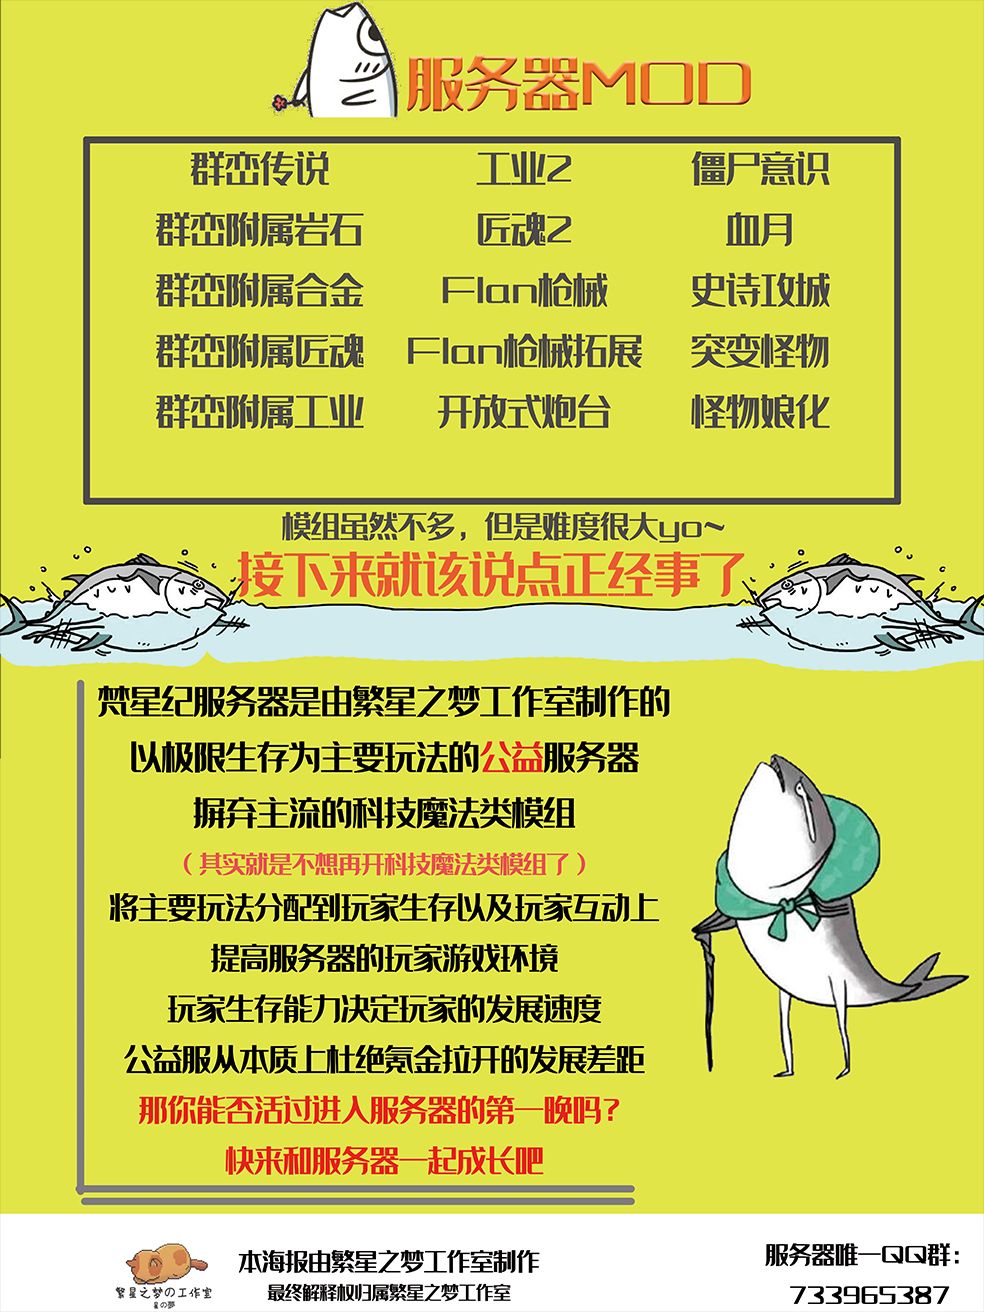 服务器MOD
群峦传说 工业2 僵尸意识
群峦附属岩石 匠魂2 血月
群峦附属合金 Flan枪械 史诗攻城
群峦附属匠魂 Flan枪械拓展 突变怪物
群峦附属工业 开放式炮台 怪物娘化
模组虽然不多，但是难度很大yo~
接下来就该说点正经事了
梵星纪服务器是由繁星之梦工作室制作的
以极限生存为主要玩法的公益服务器
摒弃主流的科技魔法类模组
（其实就是不想再开科技魔法类模组了）
将主要玩法分配到玩家生存以及玩家互动上
提高服务器的玩家游戏环境
玩家生存能力决定玩家的发展速度
公益服从本质上杜绝氪金拉开的发展差距
那你能否活过进入服务器的第一晚吗？
快来和服务器一起成长吧
繁星之梦の工作室
星の夢
本海报由繁星之梦工作室制作
最终解释权归属繁星之梦工作室
服务器唯一QQ群：
733965387